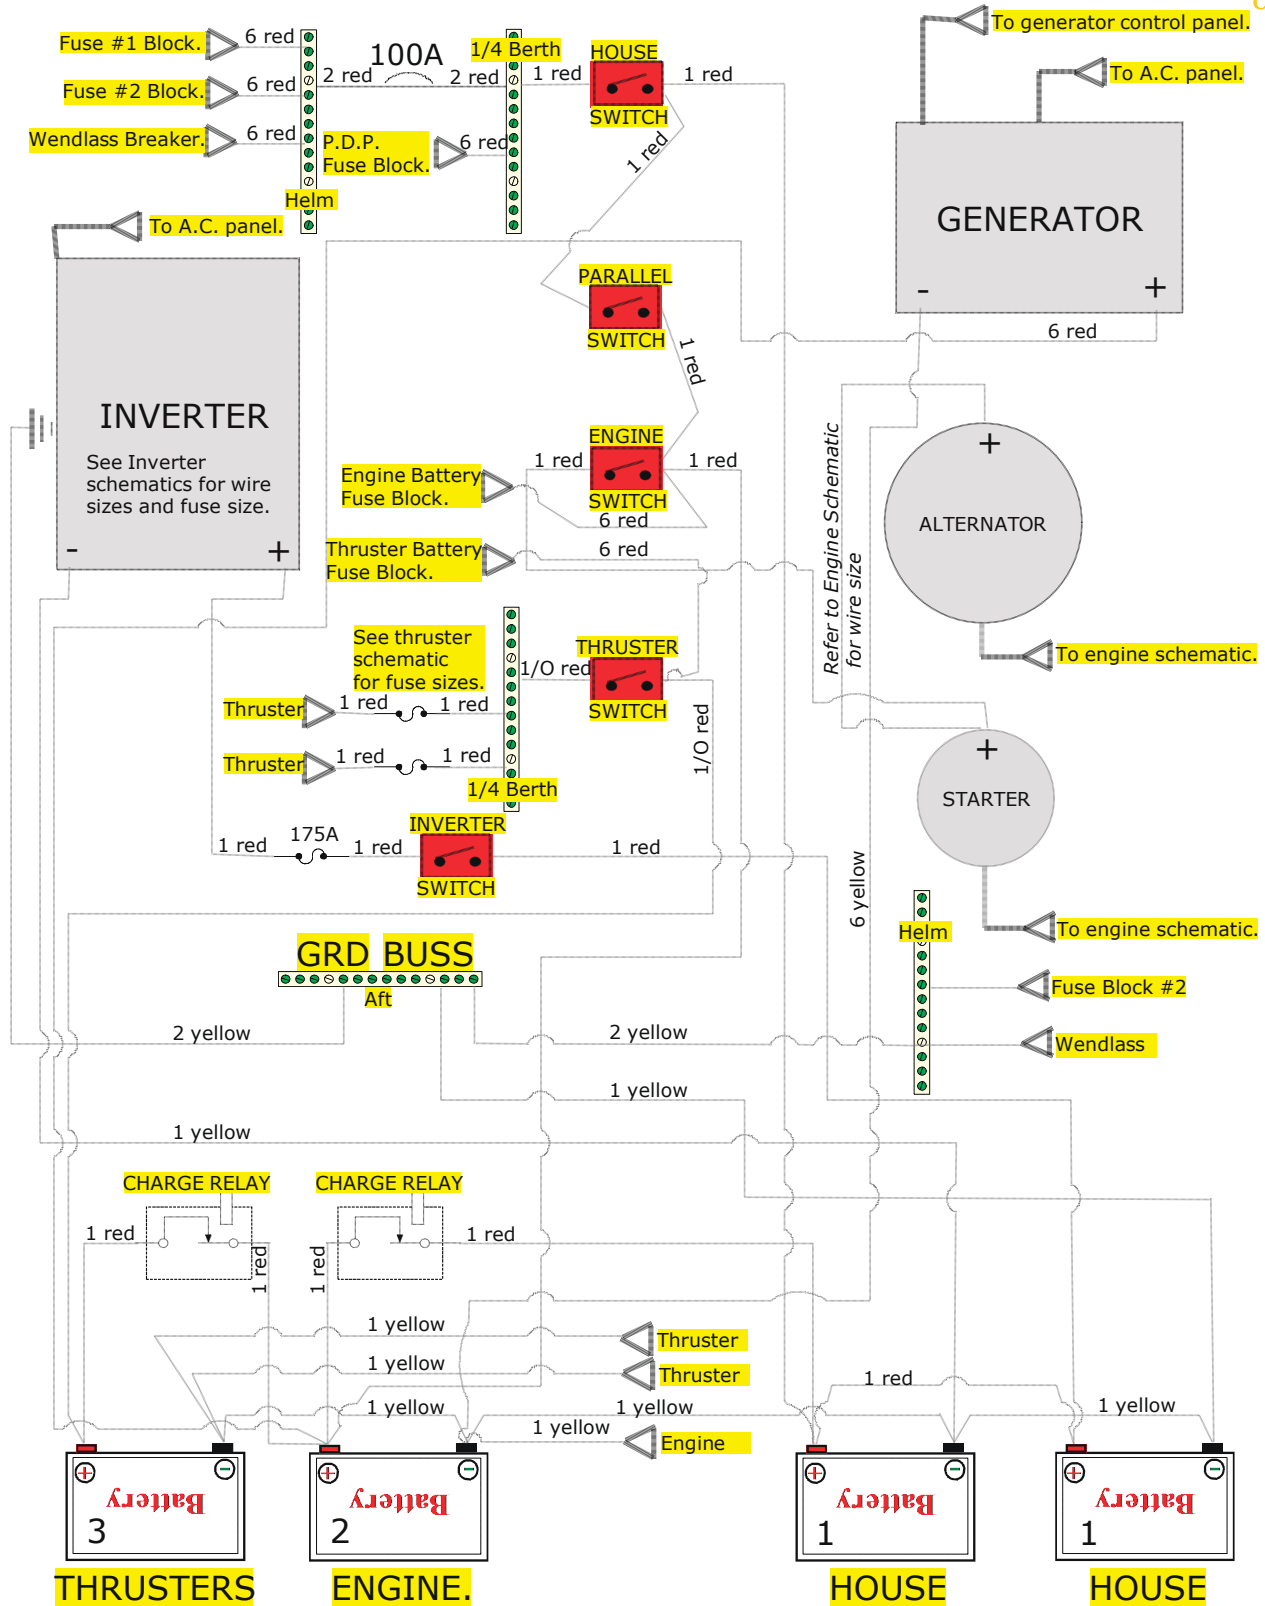 To generator control panel.
To A.C. panel.
GENERATOR
-
+
6 red
Fuse #1 Block.
6 red
Fuse #2 Block.
6 red
Wendlass Breaker.
6 red
Helm
2 red
100A
2 red
1/4 Berth
P.D.P.
Fuse Block.
6 red
1 red
HOUSE
SWITCH
1 red
1 red
PARALLEL
SWITCH
1 red
To A.C. panel.
INVERTER
See Inverter
schematics for wire
sizes and fuse size.
-
+
ENGINE
SWITCH
1 red
1 red
Engine Battery
Fuse Block.
6 red
Thruster Battery
Fuse Block.
6 red
Refer to Engine Schematic
for wire size
+
ALTERNATOR
To engine schematic.
See thruster
schematic
for fuse sizes.
1/O red
THRUSTER
SWITCH
1/O red
Thruster
1 red
1 red
Thruster
1 red
1 red
1/4 Berth
+
STARTER
To engine schematic.
1 red
175A
1 red
INVERTER
SWITCH
1 red
6 yellow
Helm
Fuse Block #2
Wendlass
GRD BUSS
Aft
2 yellow
2 yellow
1 yellow
1 yellow
CHARGE RELAY
CHARGE RELAY
1 red
1 red
1 red
1 red
1 yellow
Thruster
1 yellow
Thruster
1 yellow
1 yellow
1 yellow
Engine
1 red
1 yellow
+
-
Battery
3
THRUSTERS
+
-
Battery
2
ENGINE.
+
-
Battery
1
HOUSE
+
-
Battery
1
HOUSE